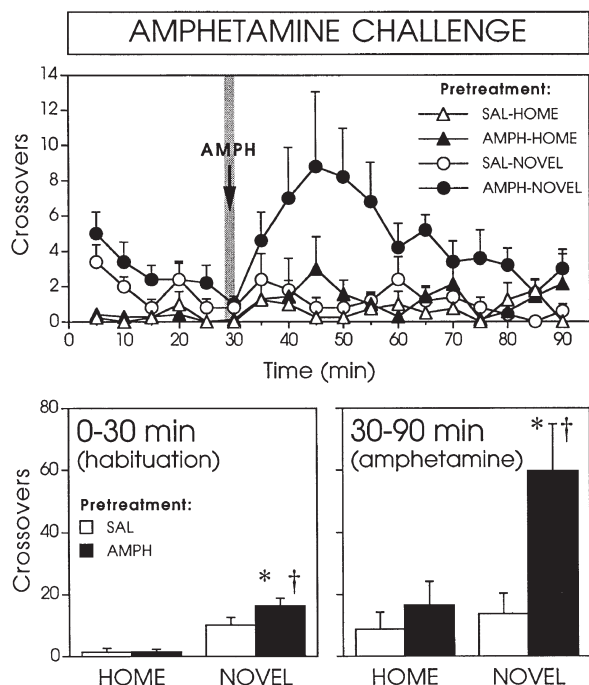 AMPHETAMINE CHALLENGE
14
12
10
8
6
4
2
0
Crossovers
AMPH
Pretreatment:
SAL-HOME
AMPH-HOME
SAL-NOVEL
AMPH-NOVEL
0 10 20 30 40 50 60 70 80 90
Time (min)
80
60
40
20
0
Crossovers
0-30 min
(habituation)
Pretreatment:
SAL
AMPH
* †
HOME NOVEL
30-90 min
(amphetamine)
* †
HOME NOVEL